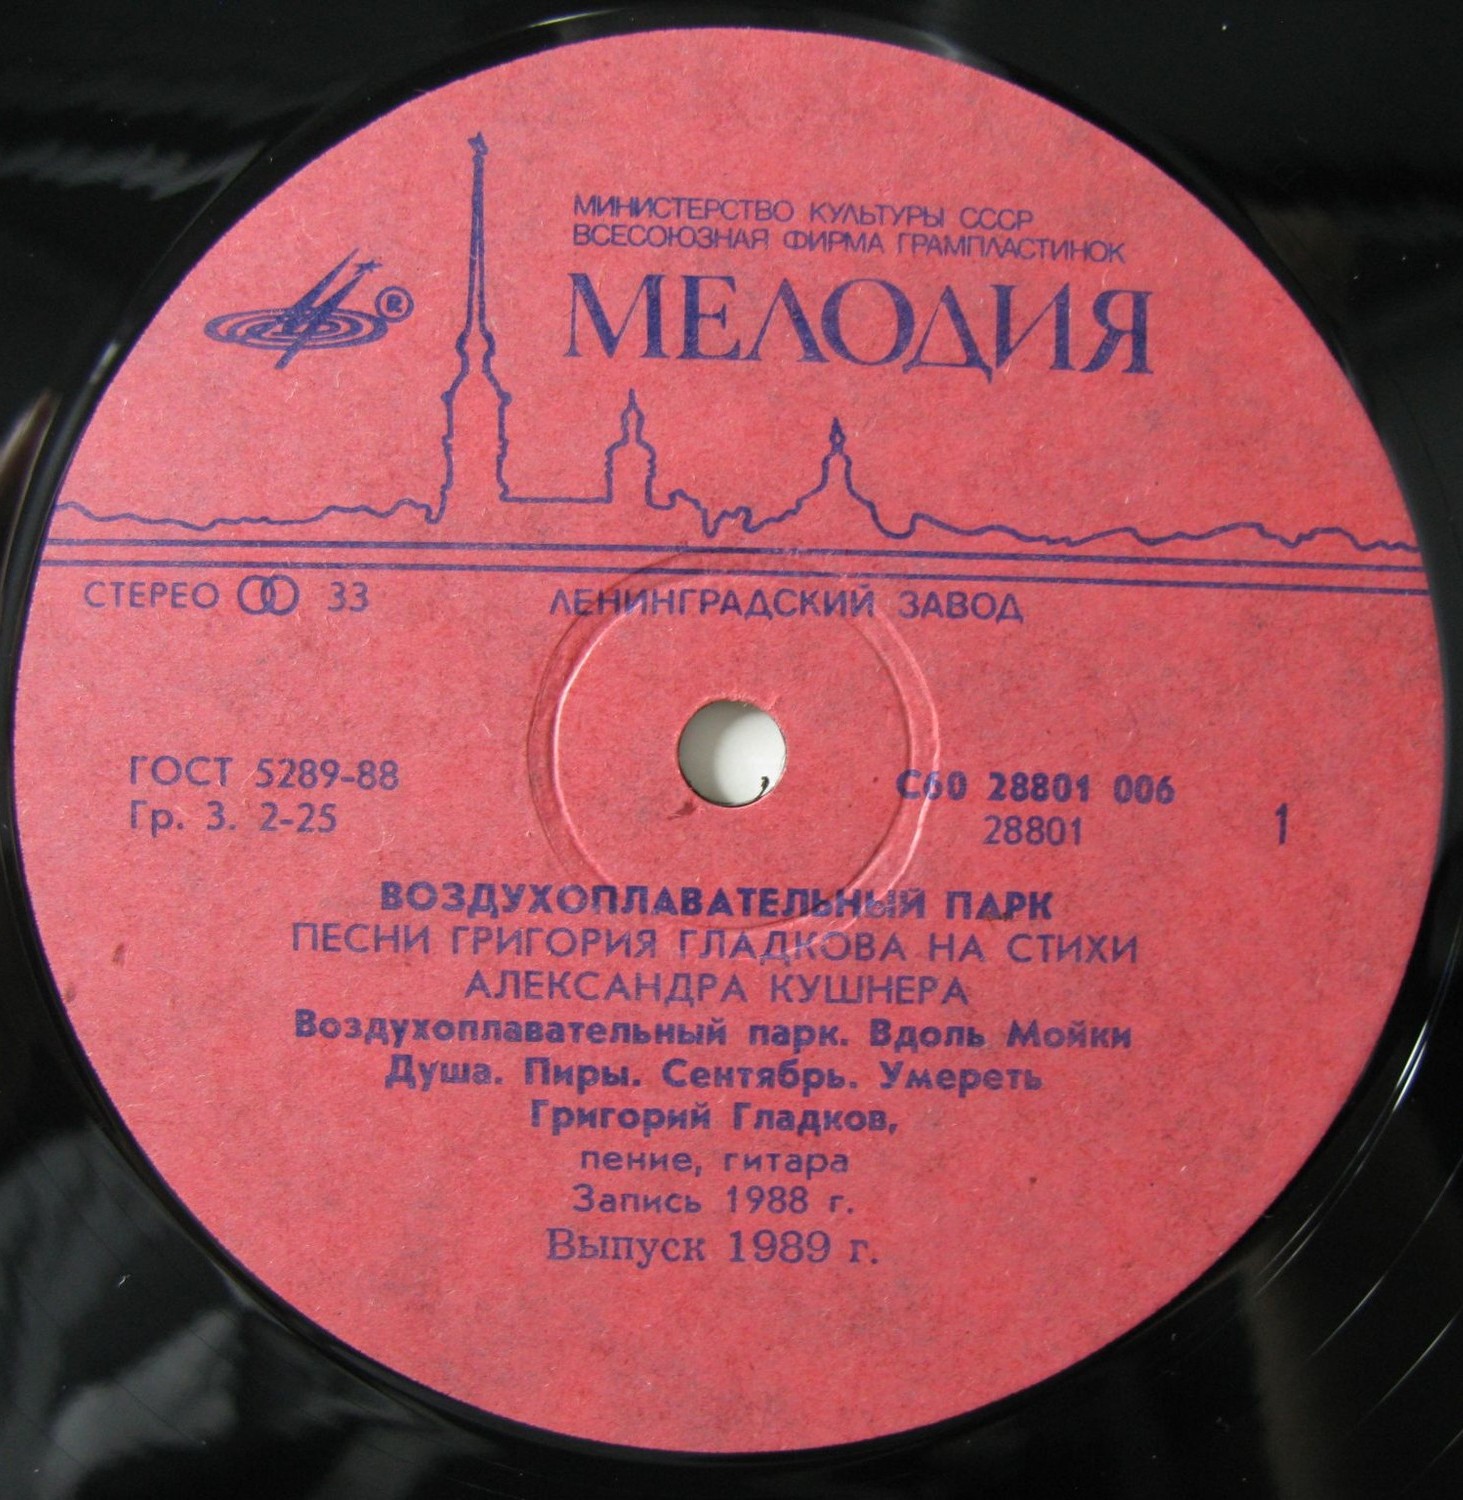 МИНИСТЕРСТВО КУЛЬТУРЫ СССР
ВСЕСОЮЗНАЯ ФИРМА ГРАМПЛАСТИНОК
®
МЕЛОДИЯ
СТЕРЕО 33
ЛЕНИНГРАДСКИЙ ЗАВОД
ГОСТ 5289-88
Гр. 3. 2-25
С60 28801 006
28801
1
ВОЗДУХОПЛАВАТЕЛЬНЫЙ ПАРК
ПЕСНИ ГРИГОРИЯ ГЛАДКОВА НА СТИХИ
АЛЕКСАНДРА КУШНЕРА
Воздухоплавательный парк. Вдоль Мойки
Душа. Пиры. Сентябрь. Умереть
Григорий Гладков,
пение, гитара
Запись 1988 г.
Выпуск 1989 г.